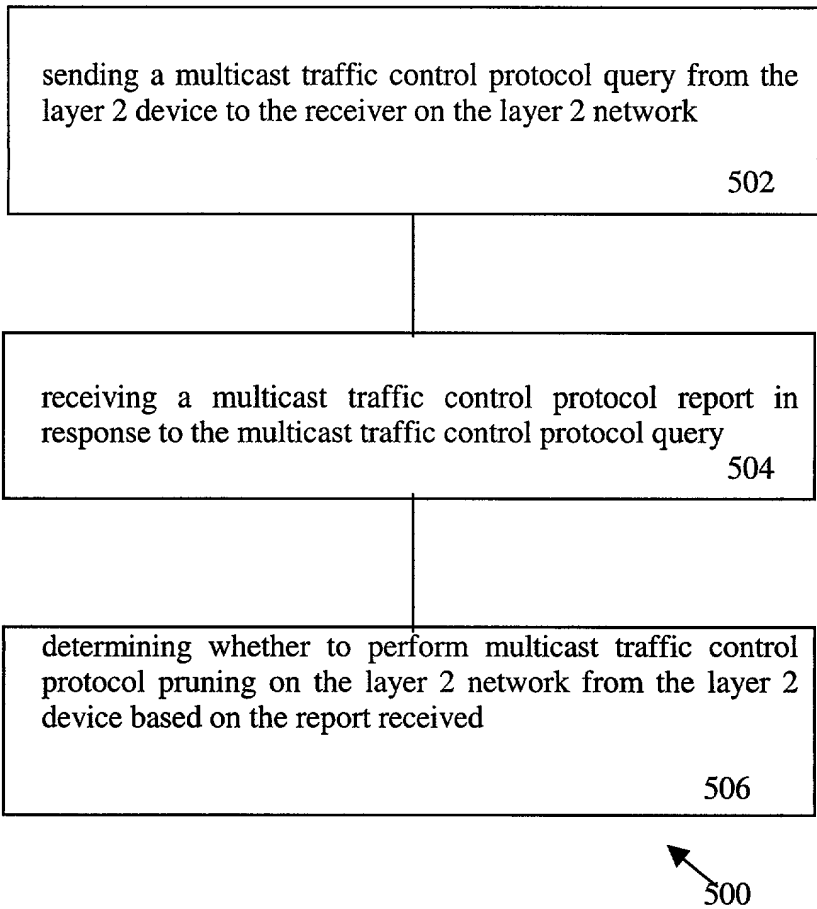 sending a multicast traffic control protocol query from the
layer 2 device to the receiver on the layer 2 network
502
receiving a multicast traffic control protocol report in
response to the multicast traffic control protocol query
504
determining whether to perform multicast traffic control
protocol pruning on the layer 2 network from the layer 2
device based on the report received
506
500